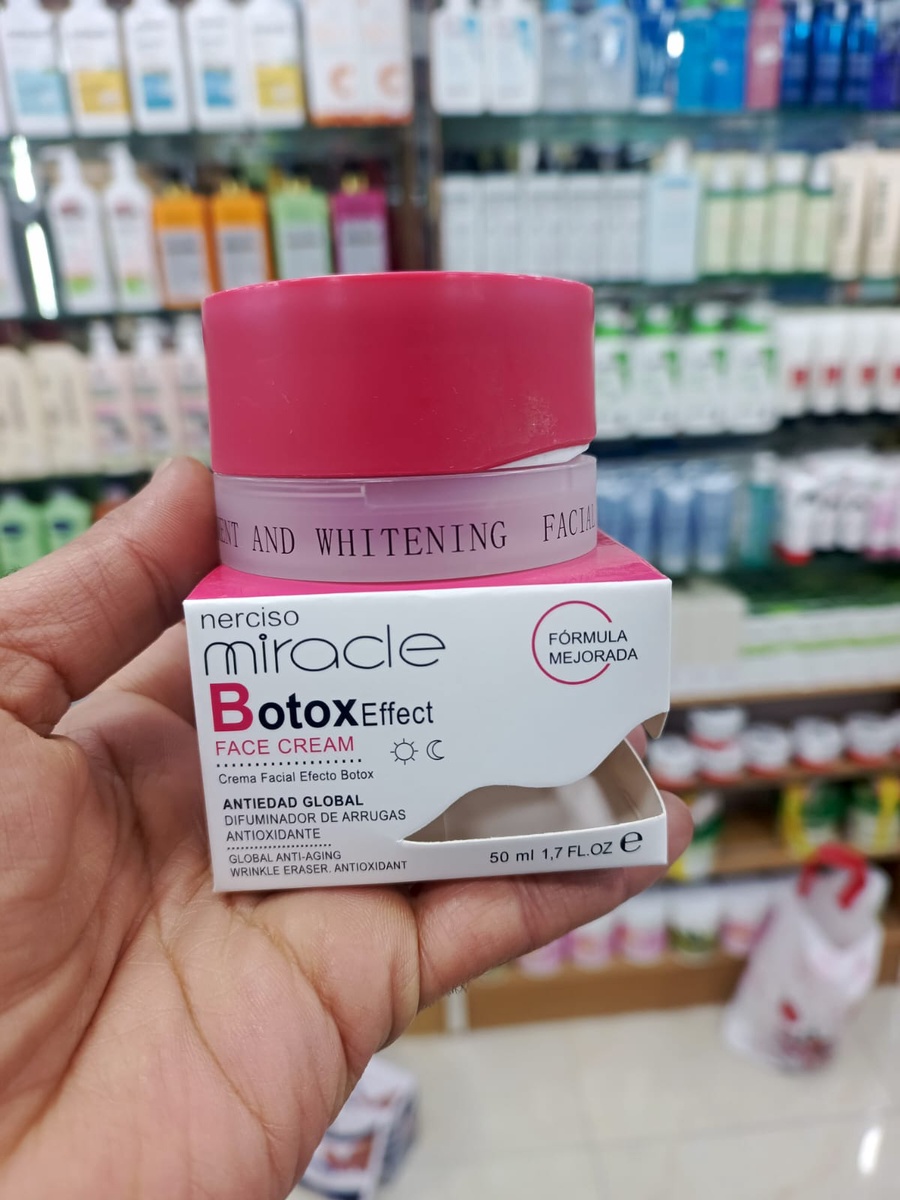 AND WHITENING FACIAL
nerciso
miracle
FÓRMULA
MEJORADA
Botox Effect
FACE CREAM
Crema Facial Efecto Botox
ANTIEDAD GLOBAL
DIFUMINADOR DE ARRUGAS
ANTIOXIDANTE
GLOBAL ANTI-AGING
WRINKLE ERASER. ANTIOXIDANT
50 ml 1,7 FL.OZ e